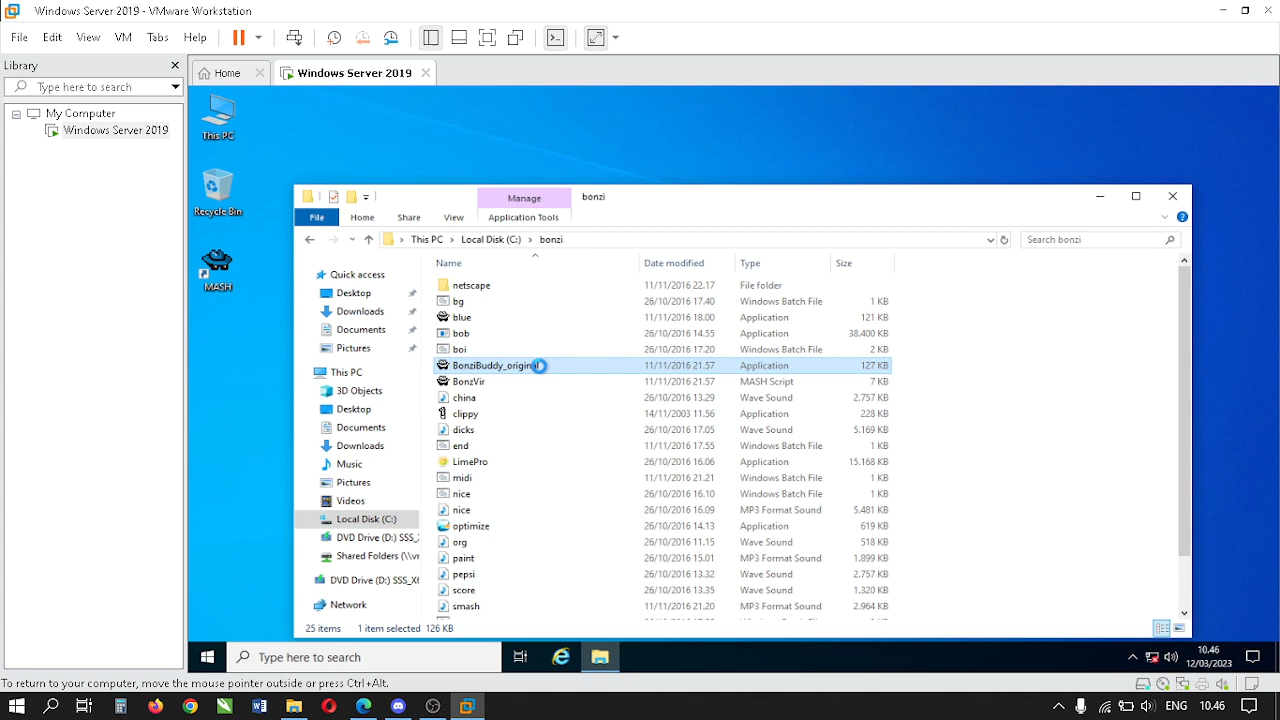 Windows Server 2019 - VMware Workstation
File Edit View VM Tabs Help
Library
Home
Windows Server 2019
Type here to search
My Computer
Windows Server 2019
This PC
Recycle Bin
MASH
Manage
bonzi
File Home Share View Application Tools
This PC > Local Disk (C:) > bonzi
Search bonzi
Quick access
Desktop
Downloads
Documents
Pictures
This PC
3D Objects
Desktop
Documents
Downloads
Music
Pictures
Videos
Local Disk (C:)
DVD Drive (D:) SSS_
Shared Folders (\\vr
DVD Drive (D:) SSS_X6
Network
Name Date modified Type Size
netscape 11/11/2016 22.17 File folder
bg 26/10/2016 17.40 Windows Batch File 1 KB
blue 11/11/2016 18.00 Application 121 KB
bob 26/10/2016 14.55 Application 38.400 KB
boi 26/10/2016 17.20 Windows Batch File 2 KB
BonziBuddy_original 11/11/2016 21.57 Application 127 KB
BonzVir 11/11/2016 21.57 MASH Script 7 KB
china 26/10/2016 13.29 Wave Sound 2.757 KB
clippy 14/11/2003 11.56 Application 228 KB
dicks 26/10/2016 17.05 Wave Sound 5.169 KB
end 11/11/2016 17.55 Windows Batch File 1 KB
LimePro 26/10/2016 16.06 Application 15.168 KB
midi 11/11/2016 21.21 Windows Batch File 1 KB
nice 26/10/2016 16.10 Windows Batch File 1 KB
nice 26/10/2016 16.09 MP3 Format Sound 5.481 KB
optimize 26/10/2016 14.13 Application 619 KB
org 26/10/2016 11.15 Wave Sound 518 KB
paint 26/10/2016 15.01 MP3 Format Sound 1.899 KB
pepsi 26/10/2016 13.32 Wave Sound 2.757 KB
score 26/10/2016 13.35 Wave Sound 1.320 KB
smash 11/11/2016 21.20 MP3 Format Sound 2.964 KB
25 items 1 item selected 126 KB
Type here to search
10.46
12/03/2023
To return to your computer, move the mouse pointer outside or press Ctrl+Alt.
10.46